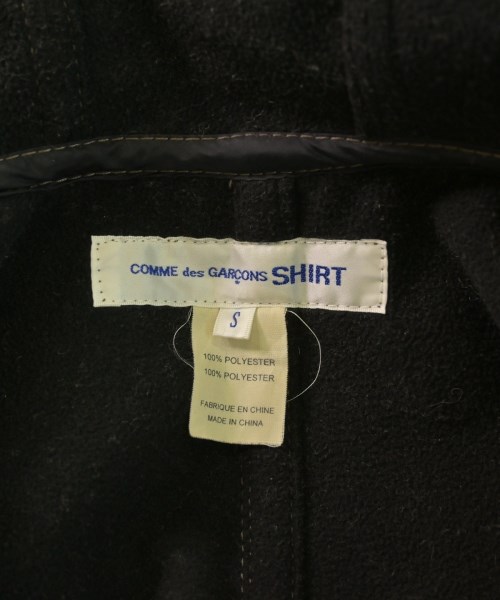 COMME des GARÇONS SHIRT
S
100% POLYESTER
100% POLYESTER
FABRIQUE EN CHINE
MADE IN CHINA